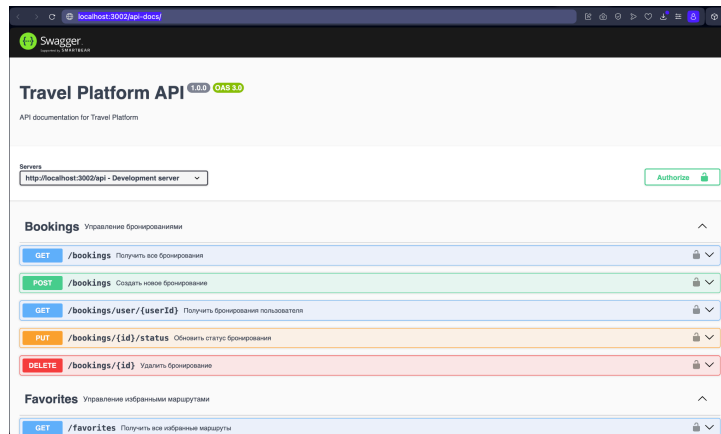 localhost:3002/api-docs/
Swagger
Supported by SMARTBEAR
Travel Platform API 1.0.0 OAS 3.0
API documentation for Travel Platform
Servers
http://localhost:3002/api - Development server
Authorize
Bookings Управление бронированиями
GET /bookings Получить все бронирования
POST /bookings Создать новое бронирование
GET /bookings/user/{userId} Получить бронирования пользователя
PUT /bookings/{id}/status Обновить статус бронирования
DELETE /bookings/{id} Удалить бронирование
Favorites Управление избранными маршрутами
GET /favorites Получить все избранные маршруты